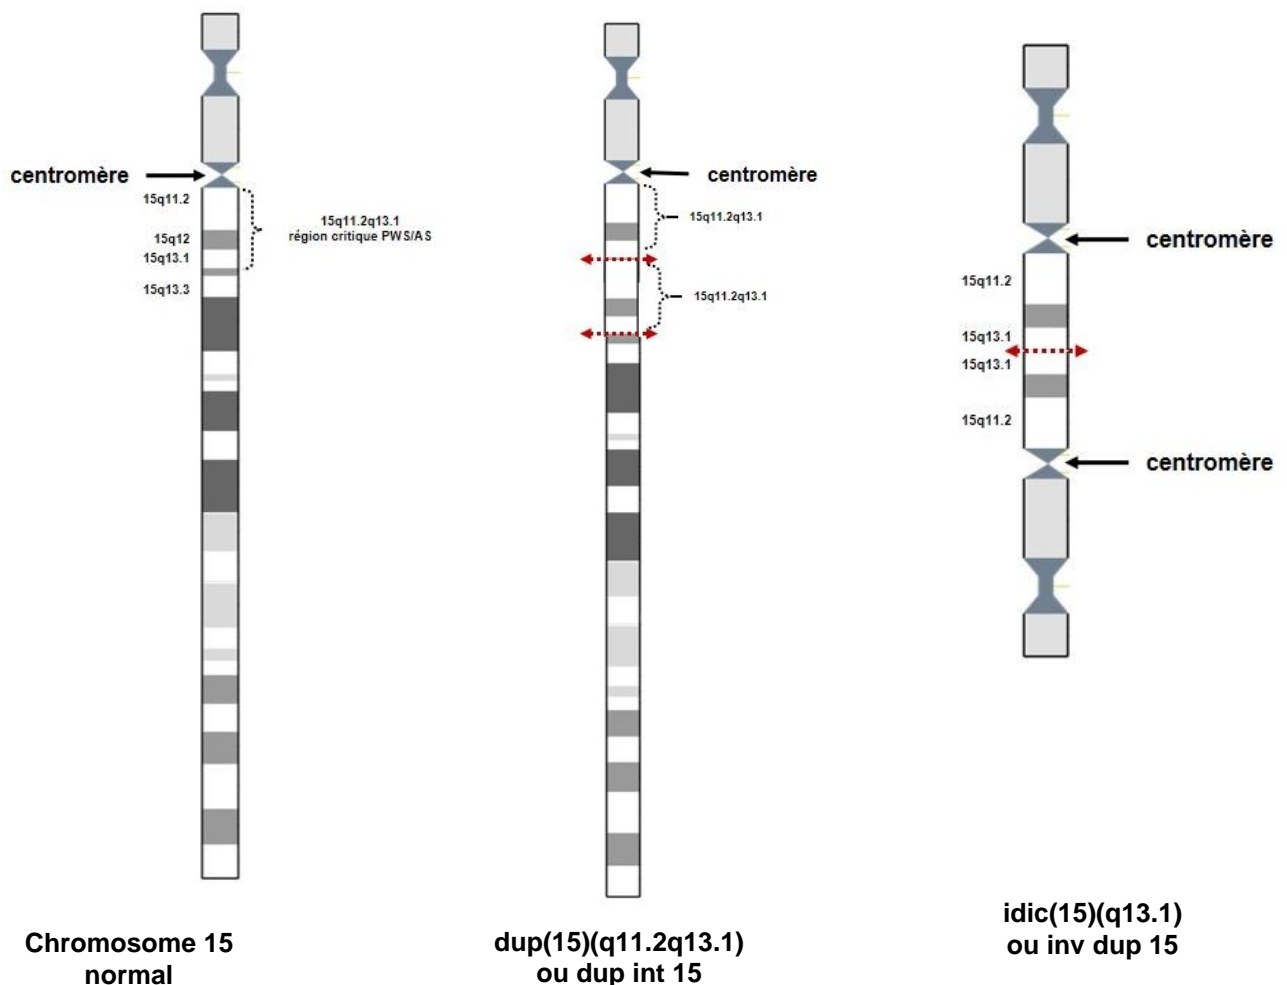 centromère
15q11.2
15q12
15q13.1
15q13.3
15q11.2q13.1
région critique PWS/AS
Chromosome 15
normal
centromère
15q11.2q13.1
15q11.2q13.1
dup(15)(q11.2q13.1)
ou dup int 15
centromère
15q11.2
15q13.1
15q13.1
15q11.2
centromère
idic(15)(q13.1)
ou inv dup 15